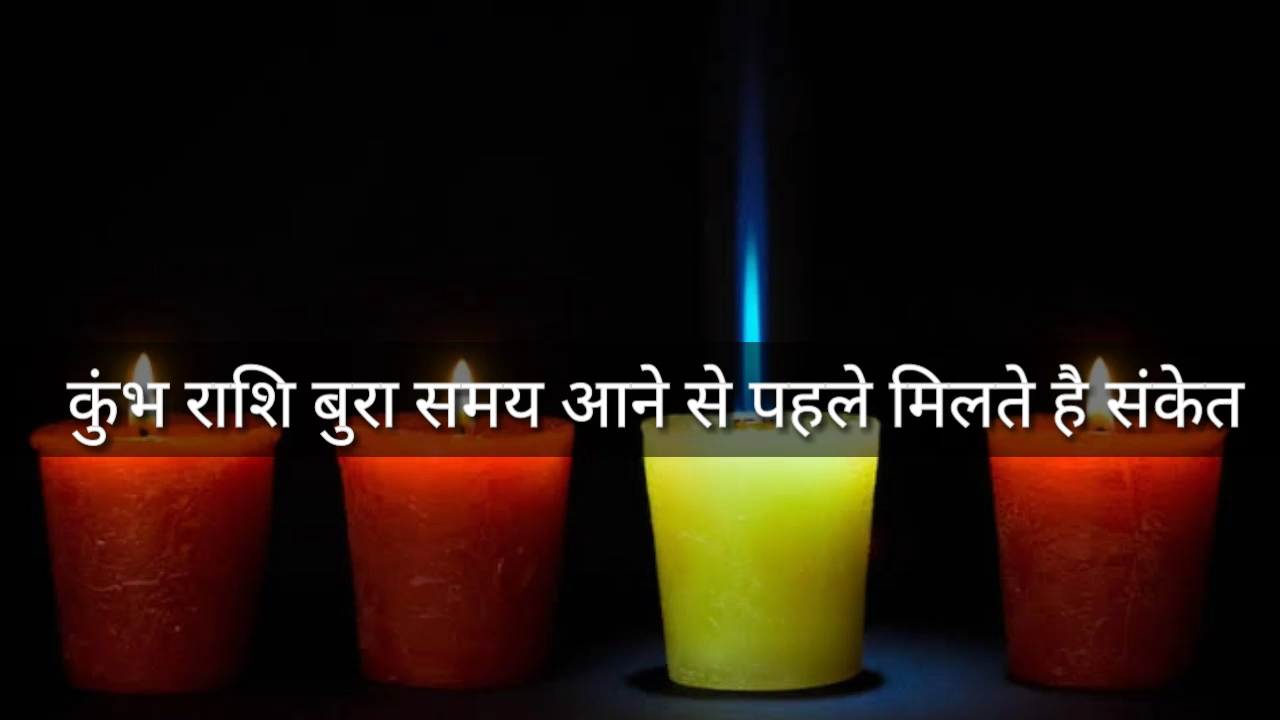 कुंभ राशि बुरा समय आने से पहले मिलते है संकेत